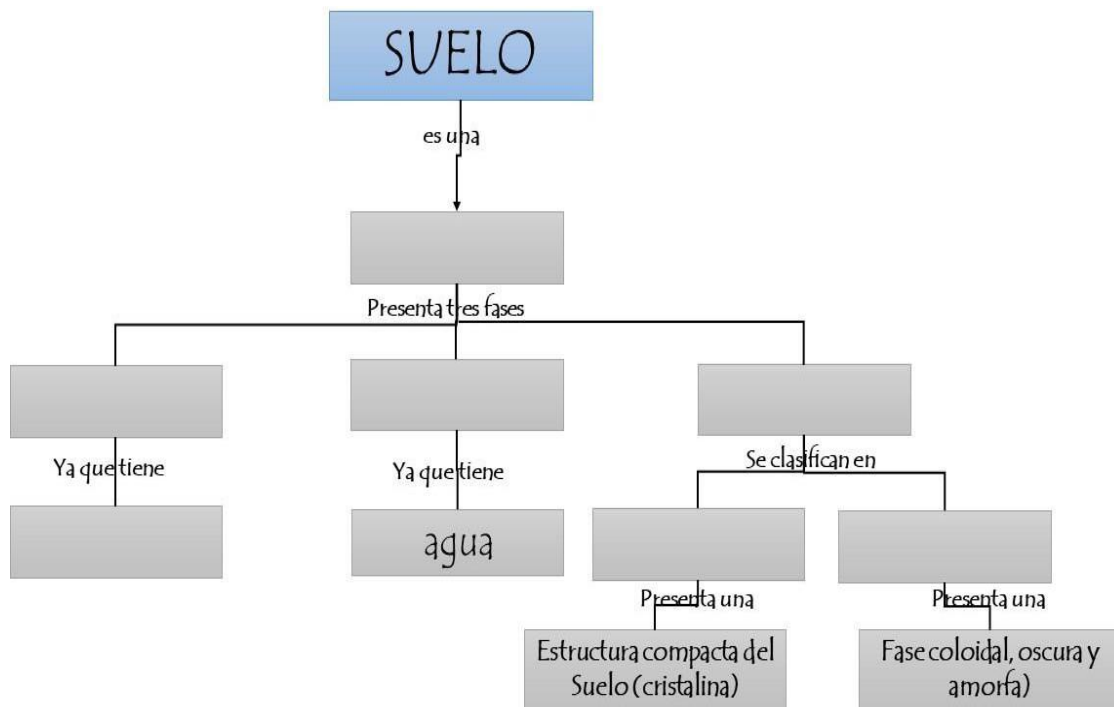 SUELO
es una
Presenta tres fases
Ya que tiene
Ya que tiene
Se clasifican en
agua
Presenta una
Presenta una
Estructura compacta del
Suelo (cristalina)
Fase coloidal, oscura y
amorfa)